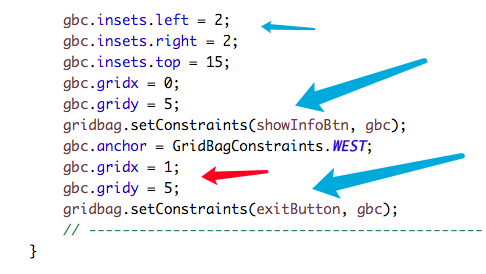 gbc.insets.left = 2;
gbc.insets.right = 2;
gbc.insets.top = 15;
gbc.gridx = 0;
gbc.gridy = 5;
gridbag.setConstraints(showInfoBtn, gbc);
gbc.anchor = GridBagConstraints.WEST;
gbc.gridx = 1;
gbc.gridy = 5;
gridbag.setConstraints(exitButton, gbc);
// -----------------------------------------------
}